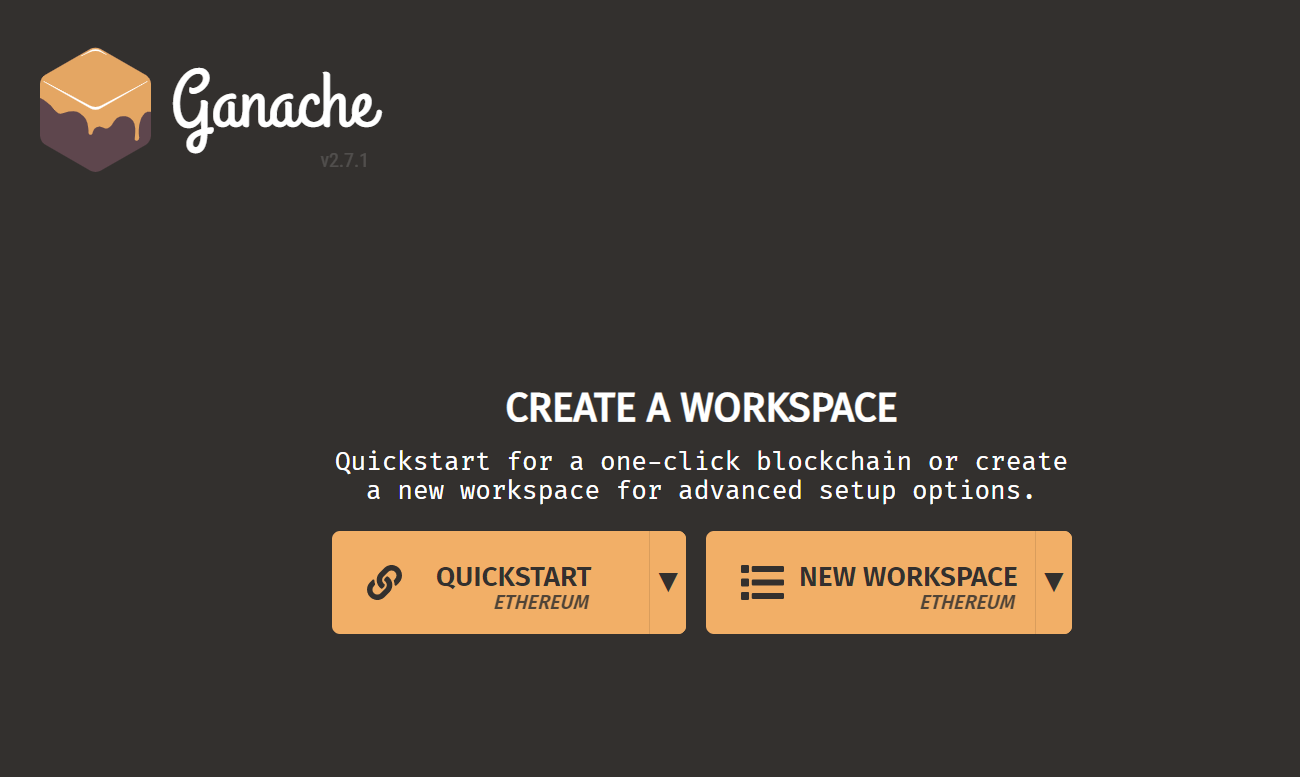 Ganache
v2.7.1
CREATE A WORKSPACE
Quickstart for a one-click blockchain or create
a new workspace for advanced setup options.
QUICKSTART
ETHEREUM
▼
NEW WORKSPACE
ETHEREUM
▼